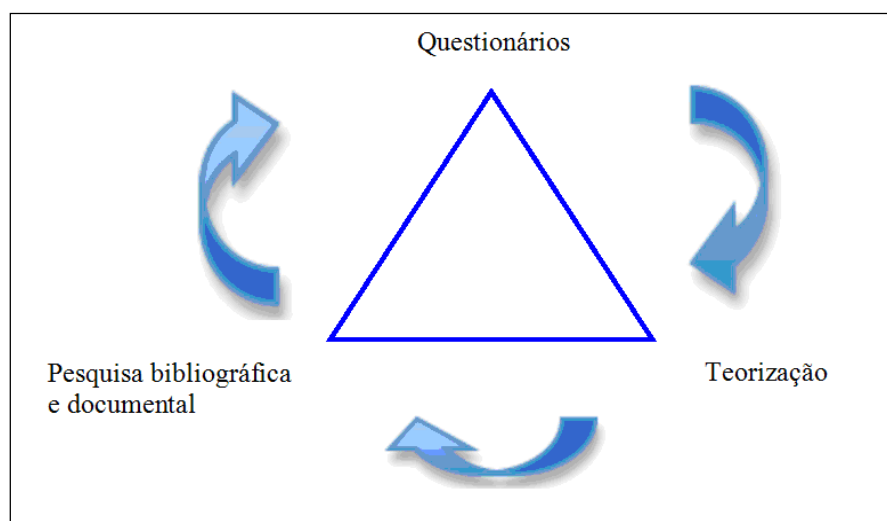 Questionários
Pesquisa bibliográfica
e documental
Teorização